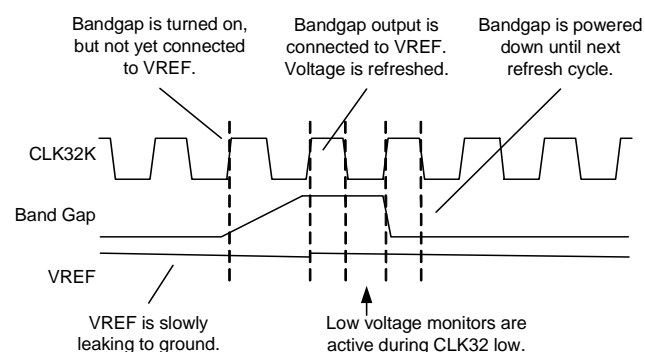 Bandgap is turned on,
but not yet connected
to VREF.
Bandgap output is
connected to VREF.
Voltage is refreshed.
Bandgap is powered
down until next
refresh cycle.
CLK32K
Band Gap
VREF
VREF is slowly
leaking to ground.
Low voltage monitors are
active during CLK32 low.